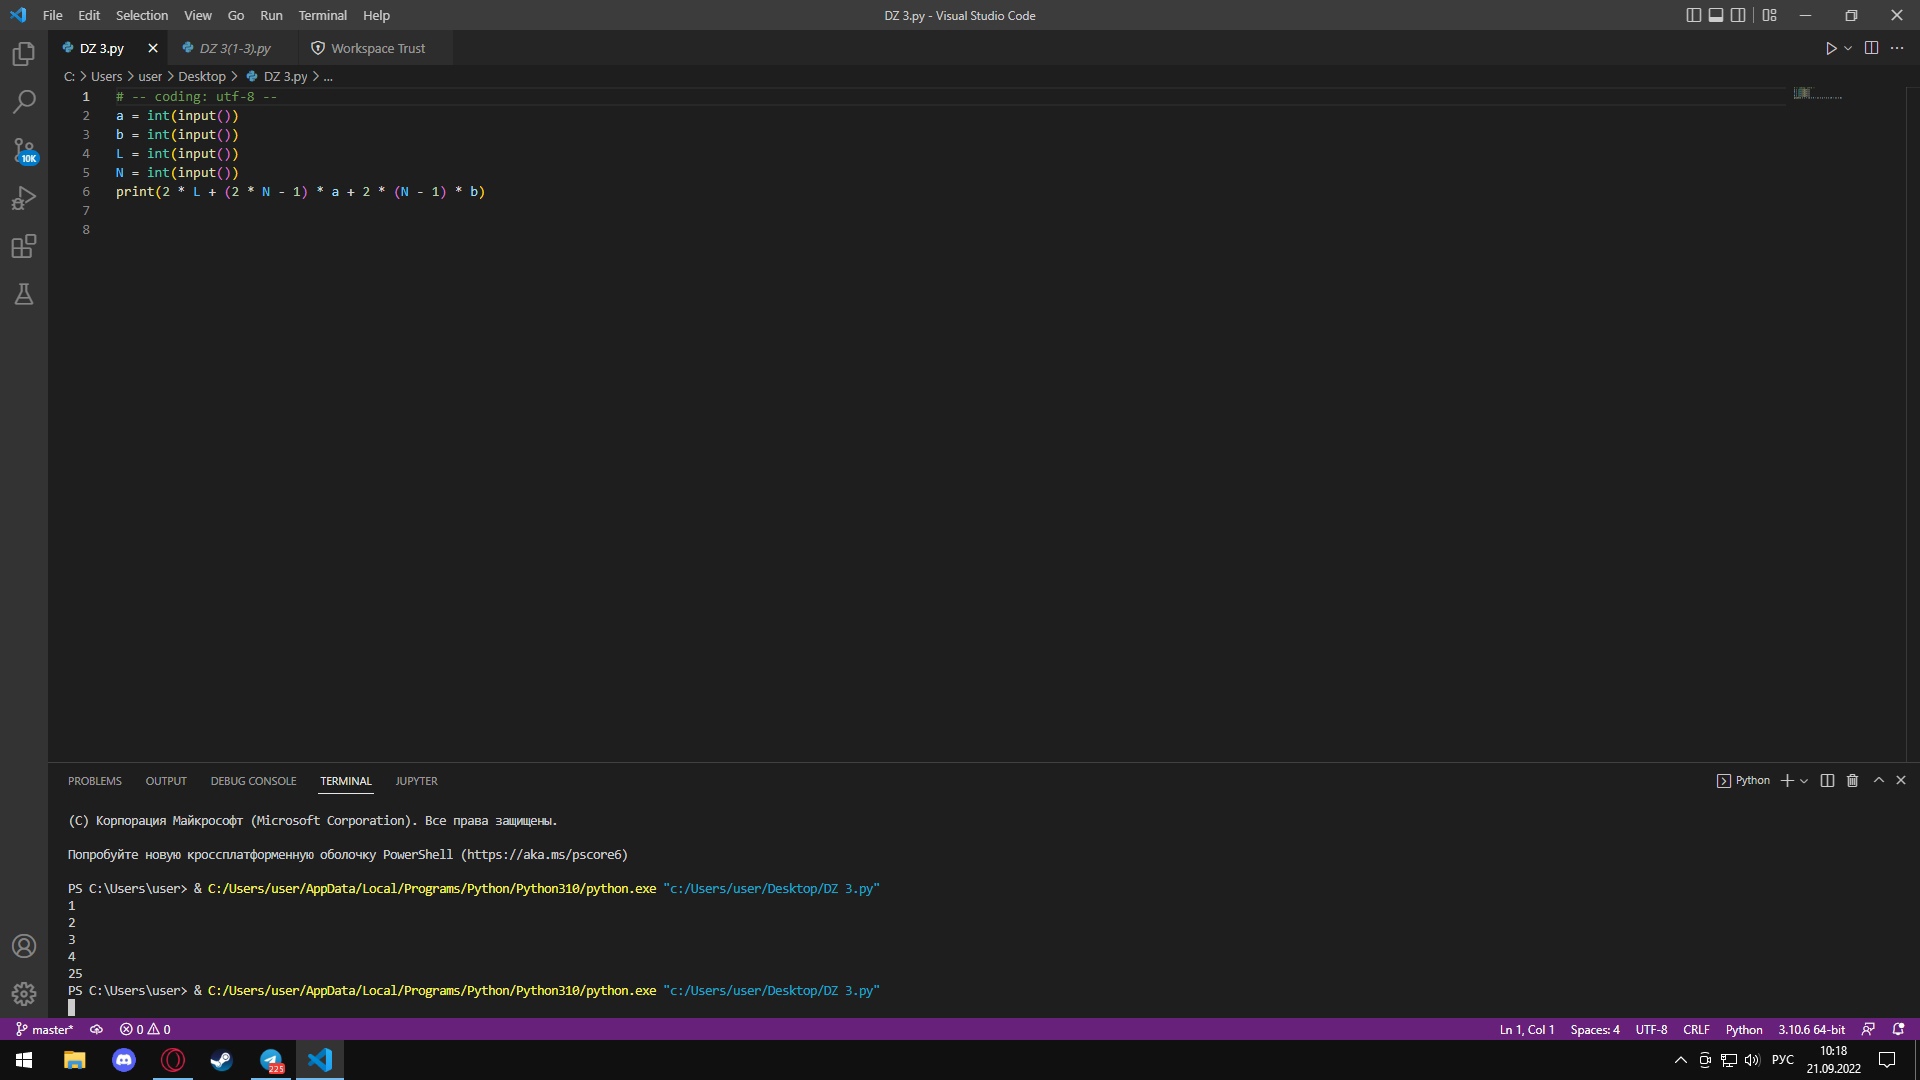 File Edit Selection View Go Run Terminal Help
DZ 3.py - Visual Studio Code
DZ 3.py
DZ 3(1-3).py
Workspace Trust
C: > Users > user > Desktop > DZ 3.py > ...
1 # -- coding: utf-8 --
2 a = int(input())
3 b = int(input())
4 L = int(input())
5 N = int(input())
6 print(2 * L + (2 * N - 1) * a + 2 * (N - 1) * b)
7
8
10K
PROBLEMS OUTPUT DEBUG CONSOLE TERMINAL JUPYTER
Python
(C) Корпорация Майкрософт (Microsoft Corporation). Все права защищены.
Попробуйте новую кроссплатформенную оболочку PowerShell (https://aka.ms/pscore6)
PS C:\Users\user> & C:/Users/user/AppData/Local/Programs/Python/Python310/python.exe "c:/Users/user/Desktop/DZ 3.py"
1
2
3
4
25
PS C:\Users\user> & C:/Users/user/AppData/Local/Programs/Python/Python310/python.exe "c:/Users/user/Desktop/DZ 3.py"
master* 0 0
Ln 1, Col 1 Spaces: 4 UTF-8 CRLF Python 3.10.6 64-bit
225
РУС
10:18
21.09.2022